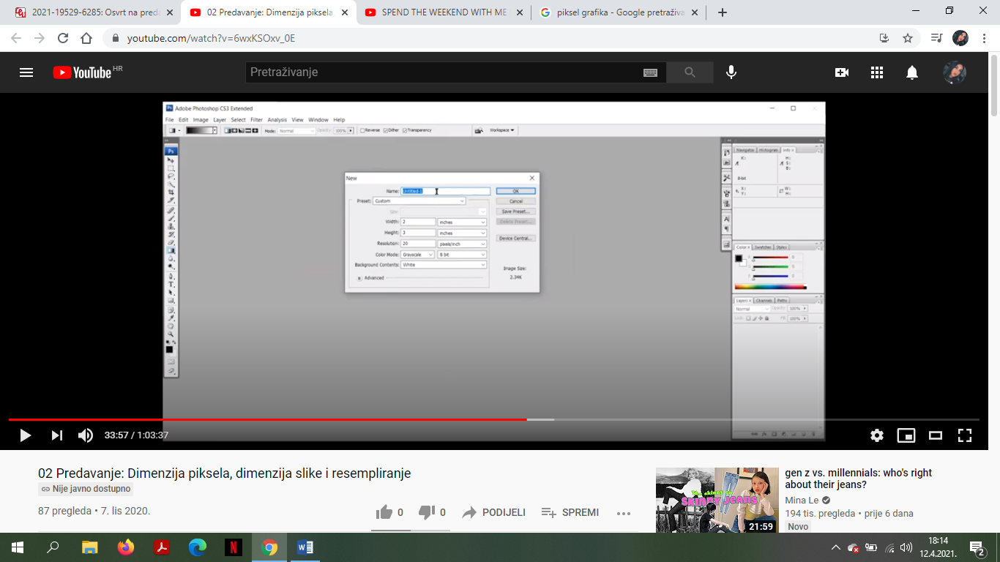 2021-19529-6285: Osvrt na pred
02 Predavanje: Dimenzija piksela,
SPEND THE WEEKEND WITH ME
piksel grafika - Google pretraživa
youtube.com/watch?v=6wxKSOxv_0E
YouTube HR
Pretraživanje
Adobe Photoshop CS3 Extended
File Edit Image Layer Select Filter Analysis View Window Help
Mode: Normal Opacity: 100% Reverse Dither Transparency Workspace
Navigator Histogram Info
K:
H:
S:
B:
8-bit
X:
Y:
W:
H:
New
Name: Untitled-1 OK
Preset: Custom Cancel
Size: Save Preset...
Width: 2 inches Delete Preset...
Height: 3 inches
Resolution: 20 pixels/inch Device Central...
Color Mode: Grayscale 8 bit
Background Contents: White
Image Size:
2.34K
Advanced
Color Swatches Styles
Layers Channels Paths
Normal Opacity: 100%
Lock: Fill: 100%
33:57 / 1:03:37
02 Predavanje: Dimenzija piksela, dimenzija slike i resempliranje
Nije javno dostupno
87 pregleda • 7. lis 2020.
0 0 PODIJELI SPREMI
The skinny on
SKINNY JEANS
21:59
gen z vs. millennials: who's right
about their jeans?
Mina Le
194 tis. pregleda • prije 6 dana
Novo
18:14
12.4.2021.
2